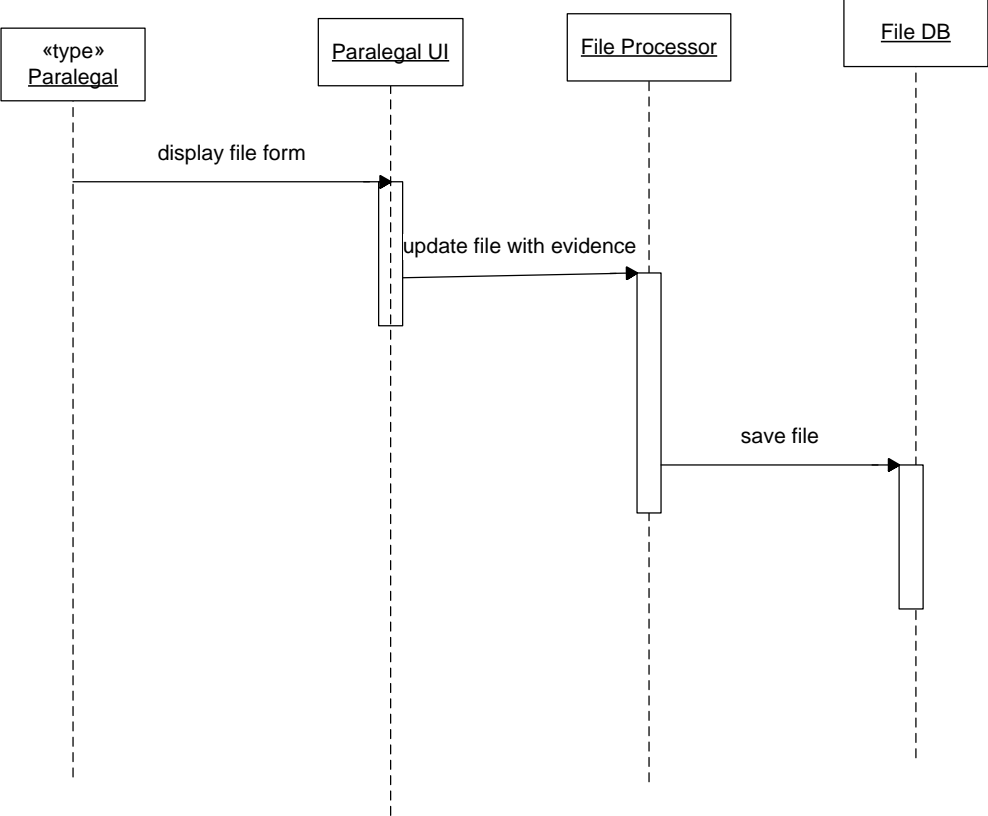 «type»
Paralegal
Paralegal UI
File Processor
File DB
display file form
update file with evidence
save file